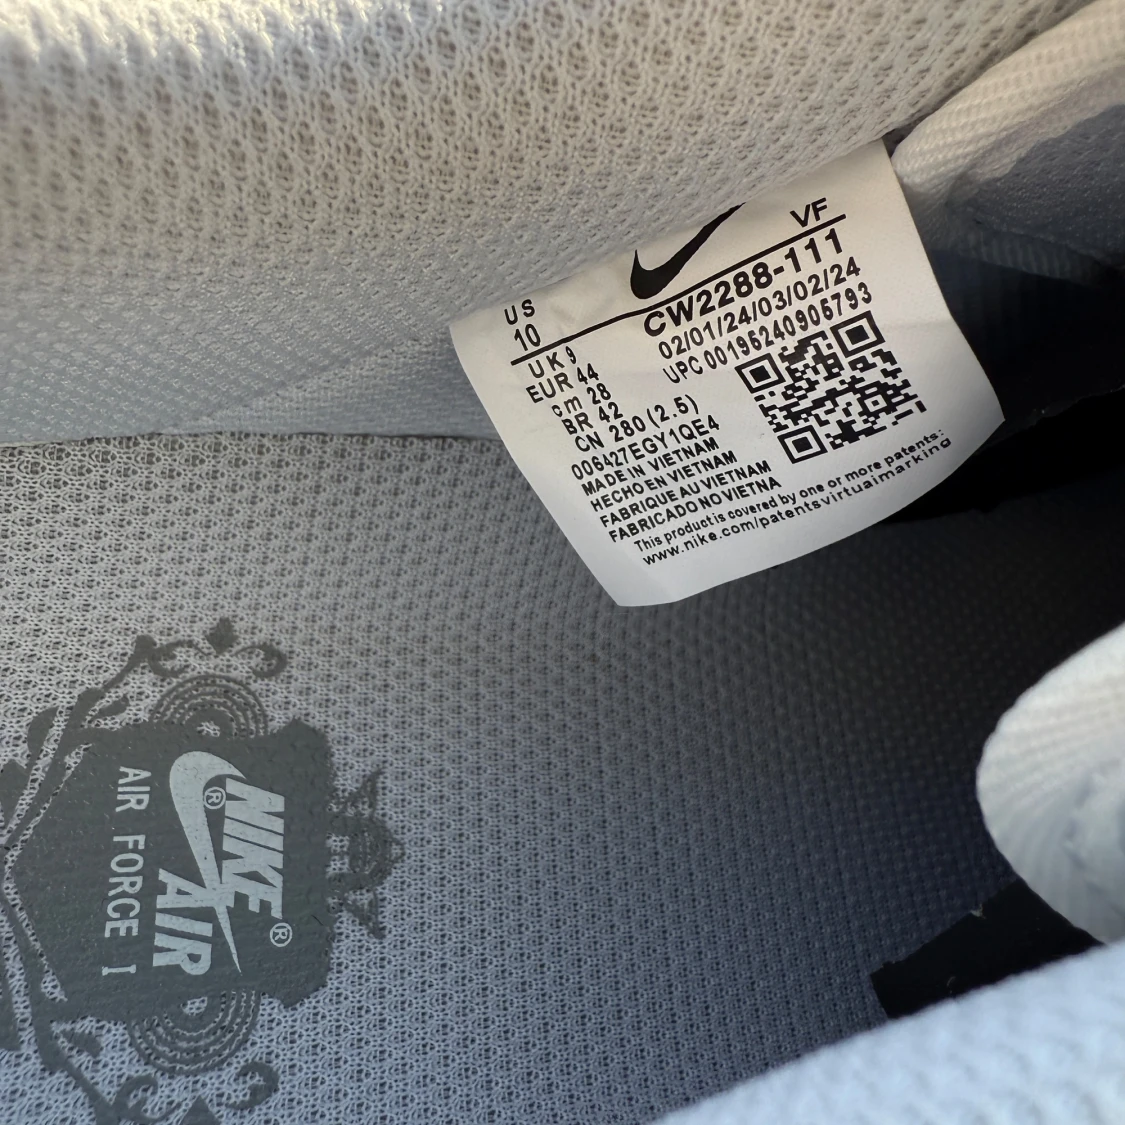 VF
US
10
CW2288-111
02/01/24/03/02/24
UPC 00196240906793
UK 9
EUR 44
cm 28
BR 42
CN 280 (2.5)
006427EGY1QE4
MADE IN VIETNAM
HECHO EN VIETNAM
FABRIQUE AU VIETNAM
FABRICADO NO VIETNA
This product is covered by one or more patents:
www.nike.com/patentsvirtuaimarking
NIKE®
AIR®
AIR FORCE I